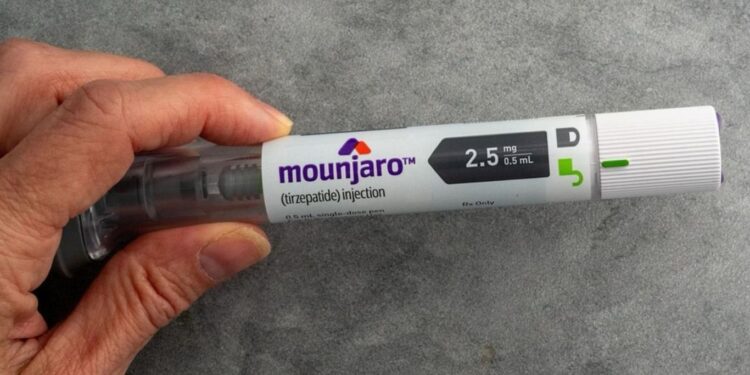 mounjaro™
(tirzepatide) injection
0.5 mL single-dose pen
2.5 mg
0.5 mL
Rx Only